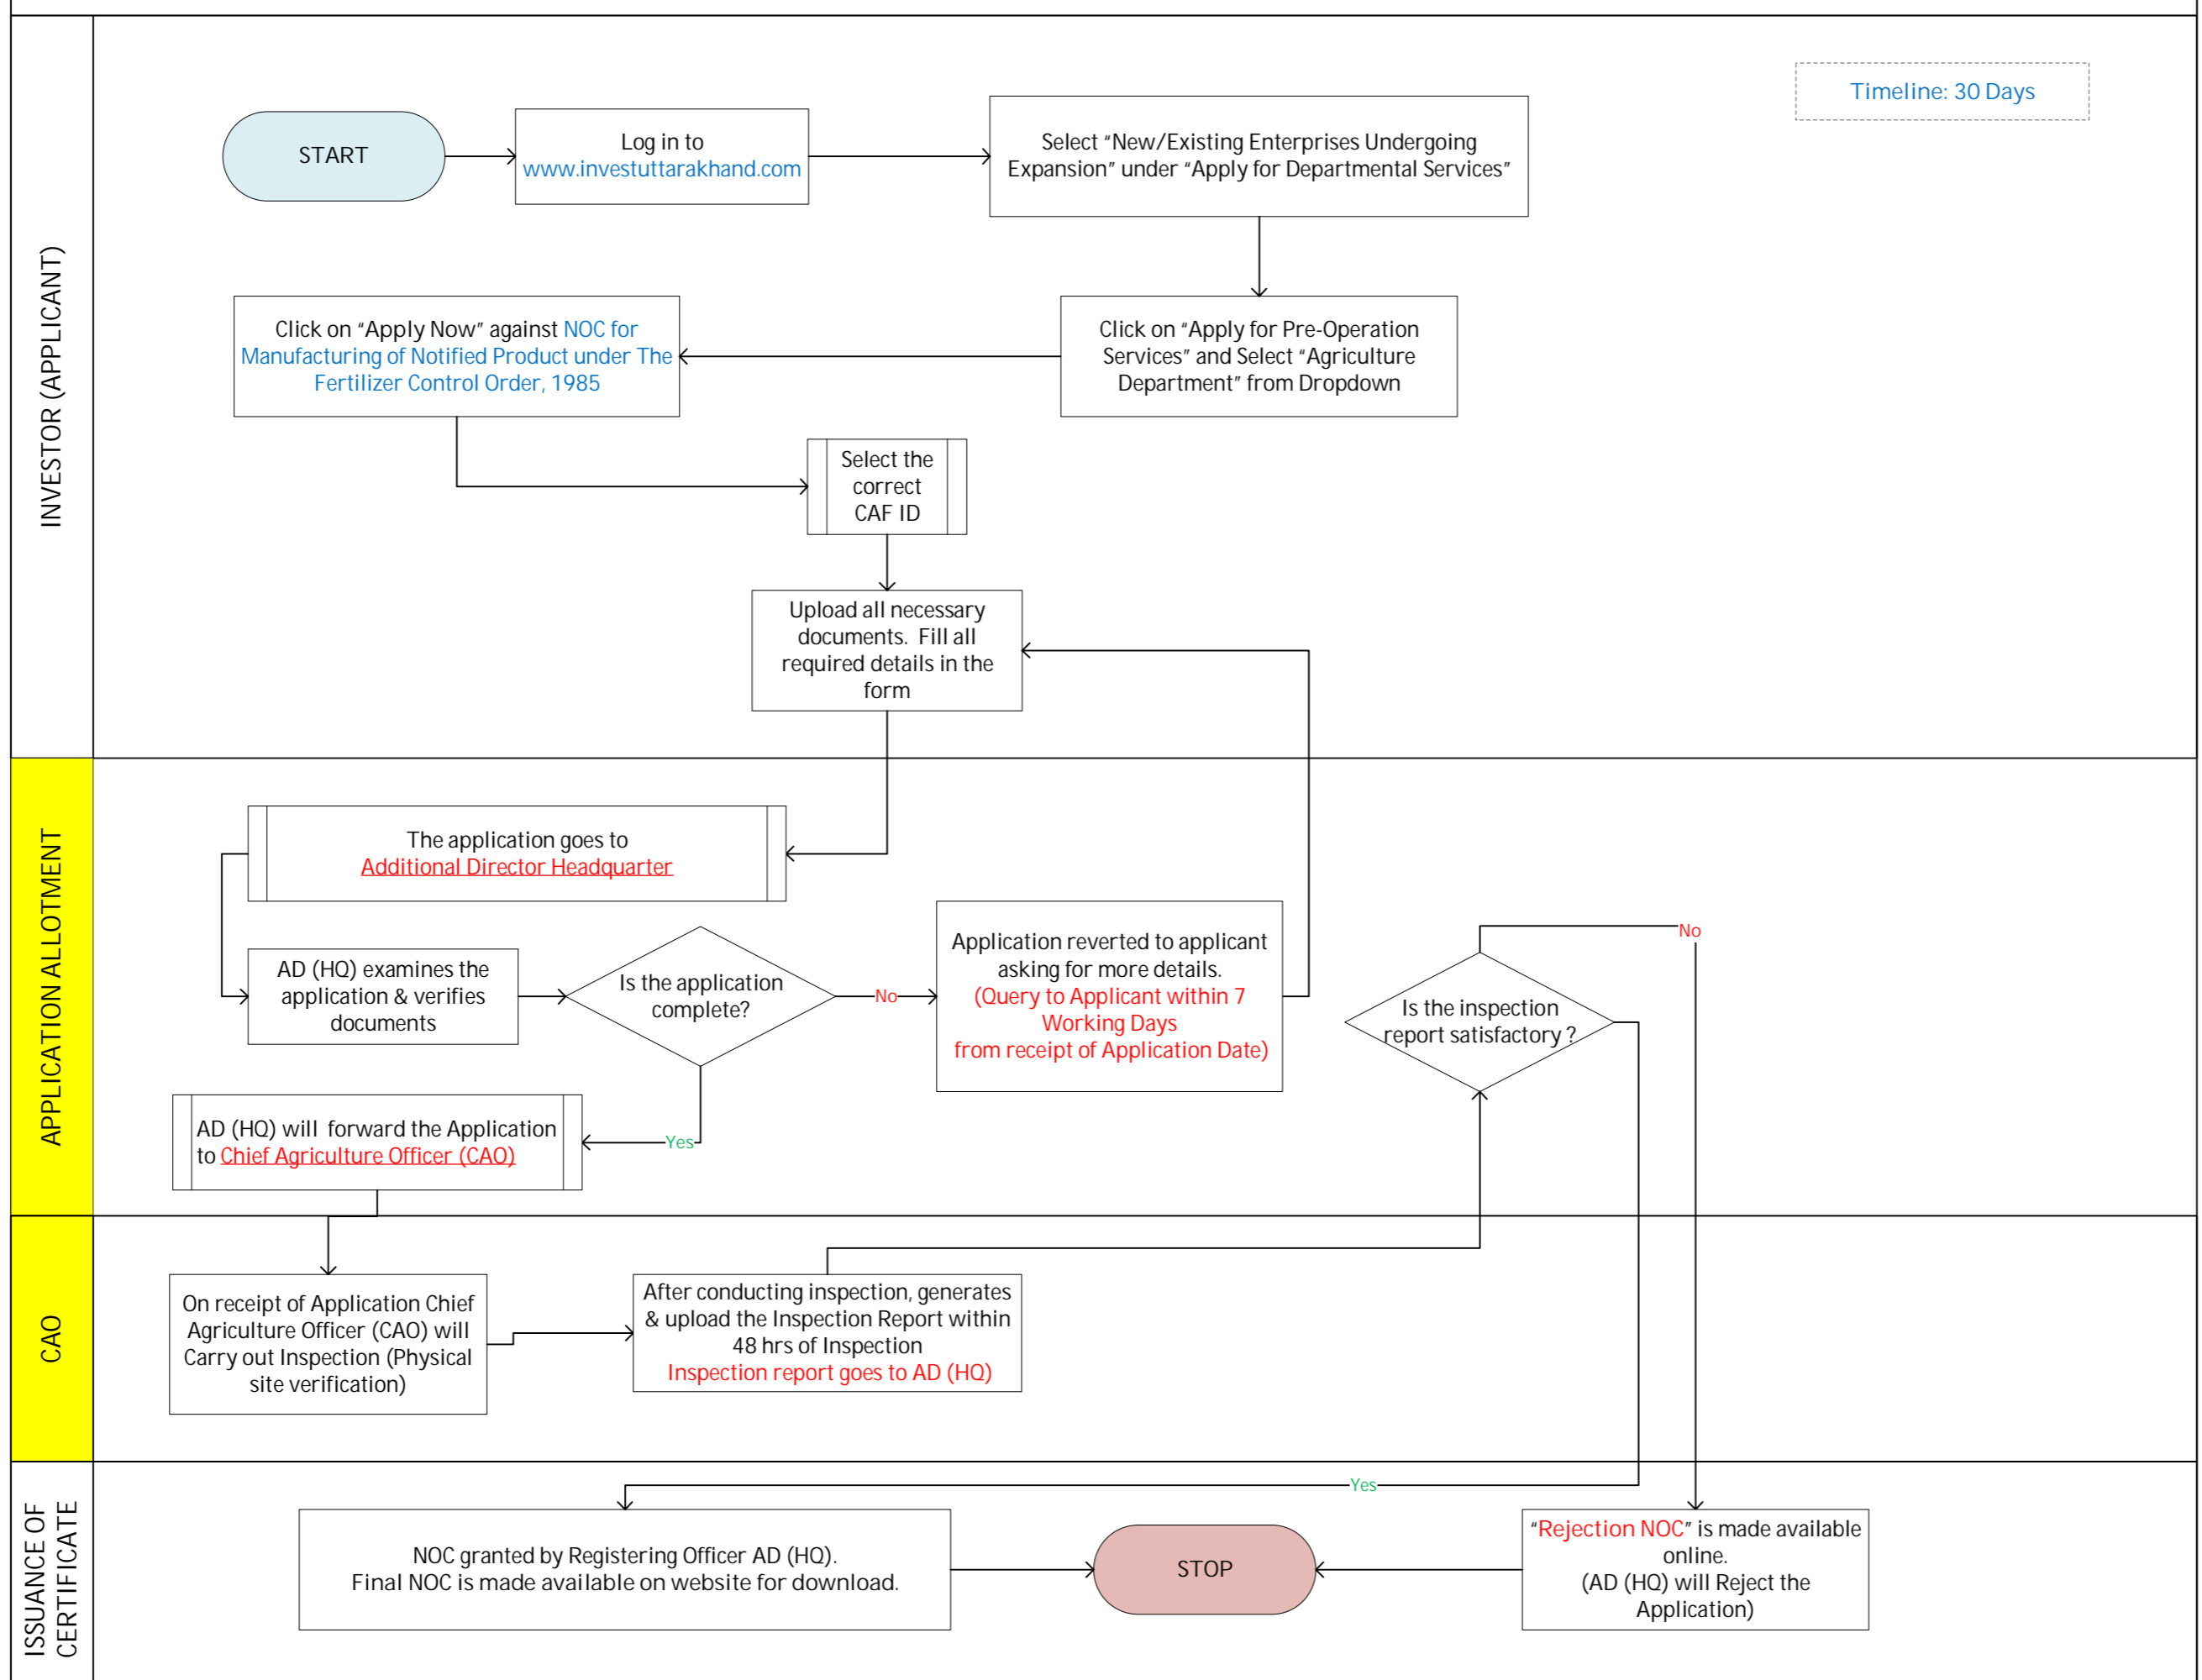 Timeline: 30 Days
INVESTOR (APPLICANT)
START
Log in to
www.investuttarakhand.com
Select “New/Existing Enterprises Undergoing
Expansion” under “Apply for Departmental Services”
Click on “Apply for Pre-Operation
Services” and Select “Agriculture
Department” from Dropdown
Click on “Apply Now” against NOC for
Manufacturing of Notified Product under The
Fertilizer Control Order, 1985
Select the
correct
CAF ID
Upload all necessary
documents.  Fill all
required details in the
form
APPLICATION ALLOTMENT
The application goes to
Additional Director Headquarter
AD (HQ) examines the
application & verifies
documents
Is the application
complete?
No
Application reverted to applicant
asking for more details.
(Query to Applicant within 7
Working Days
from receipt of Application Date)
Yes
AD (HQ) will  forward the Application
to Chief Agriculture Officer (CAO)
Is the inspection
report satisfactory ?
No
CAO
On receipt of Application Chief
Agriculture Officer (CAO) will
Carry out Inspection (Physical
site verification)
After conducting inspection, generates
& upload the Inspection Report within
48 hrs of Inspection
Inspection report goes to AD (HQ)
ISSUANCE OF
CERTIFICATE
Yes
NOC granted by Registering Officer AD (HQ).
Final NOC is made available on website for download.
STOP
“Rejection NOC” is made available
online.
(AD (HQ) will Reject the
Application)